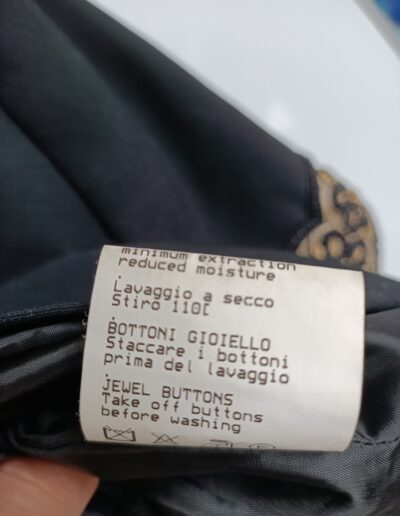 minimum extraction
reduced moisture
.
Lavaggio a secco
Stiro 110C
.
BOTTONI GIOIELLO
Staccare i bottoni
prima del lavaggio
.
JEWEL BUTTONS
Take off buttons
before washing